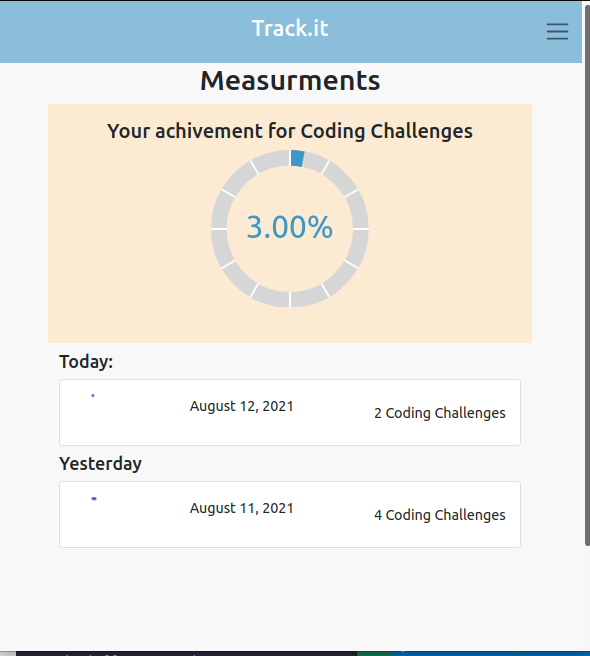 Track.it
Measurments
Your achivement for Coding Challenges
3.00%
Today:
August 12, 2021
2 Coding Challenges
Yesterday
August 11, 2021
4 Coding Challenges